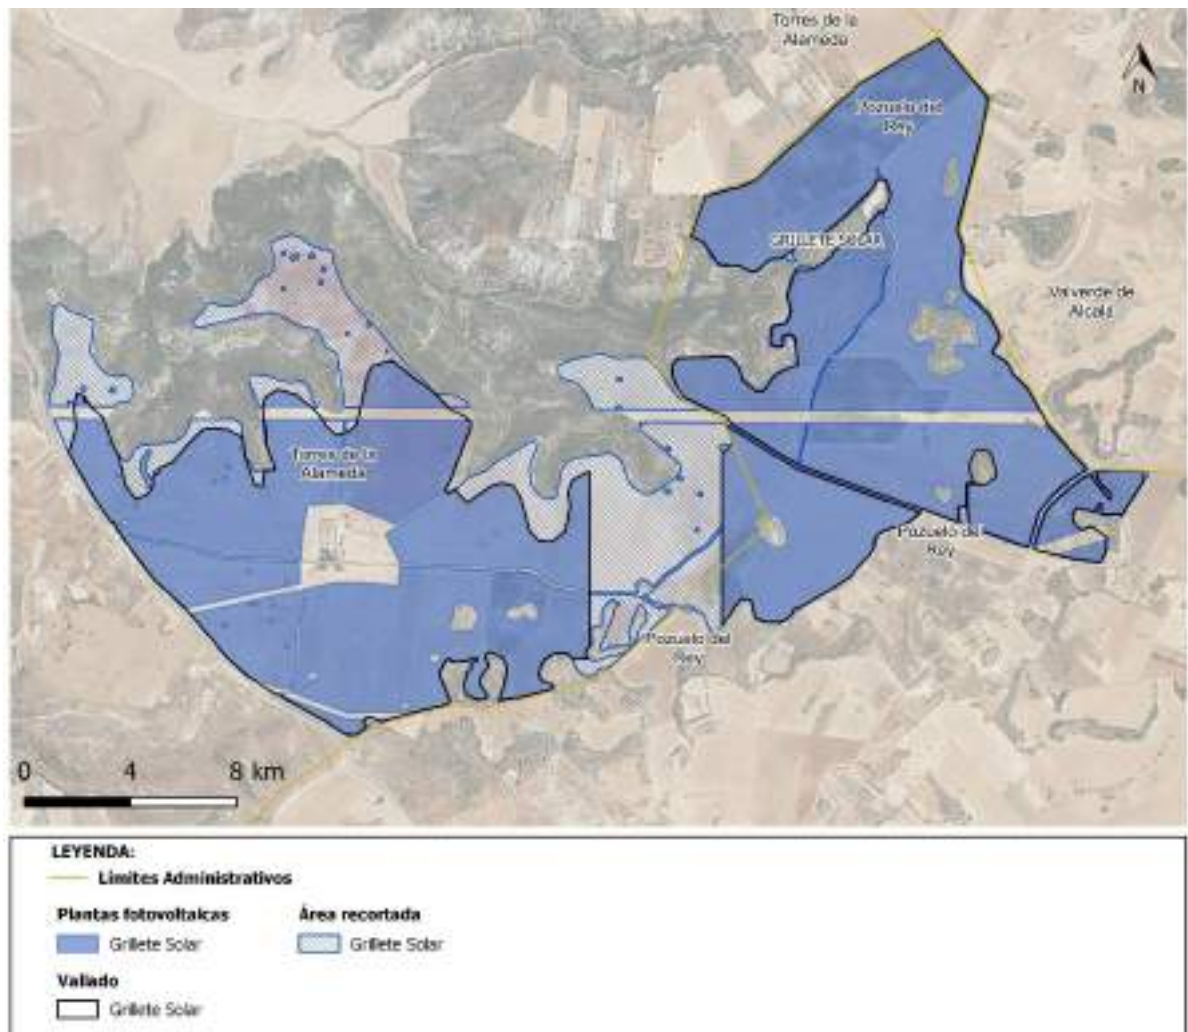 Torres de la
Alameda
N
Pozuelo del
Rey
GRILLETE SOLAR
Valverde de
Alcalá
Torres de la
Alameda
Pozuelo del
Rey
Pozuelo del
Rey
0 4 8 km
LEYENDA:
Límites Administrativos
Plantas fotovoltaicas Área recortada
Grillete Solar Grillete Solar
Vallado
Grillete Solar